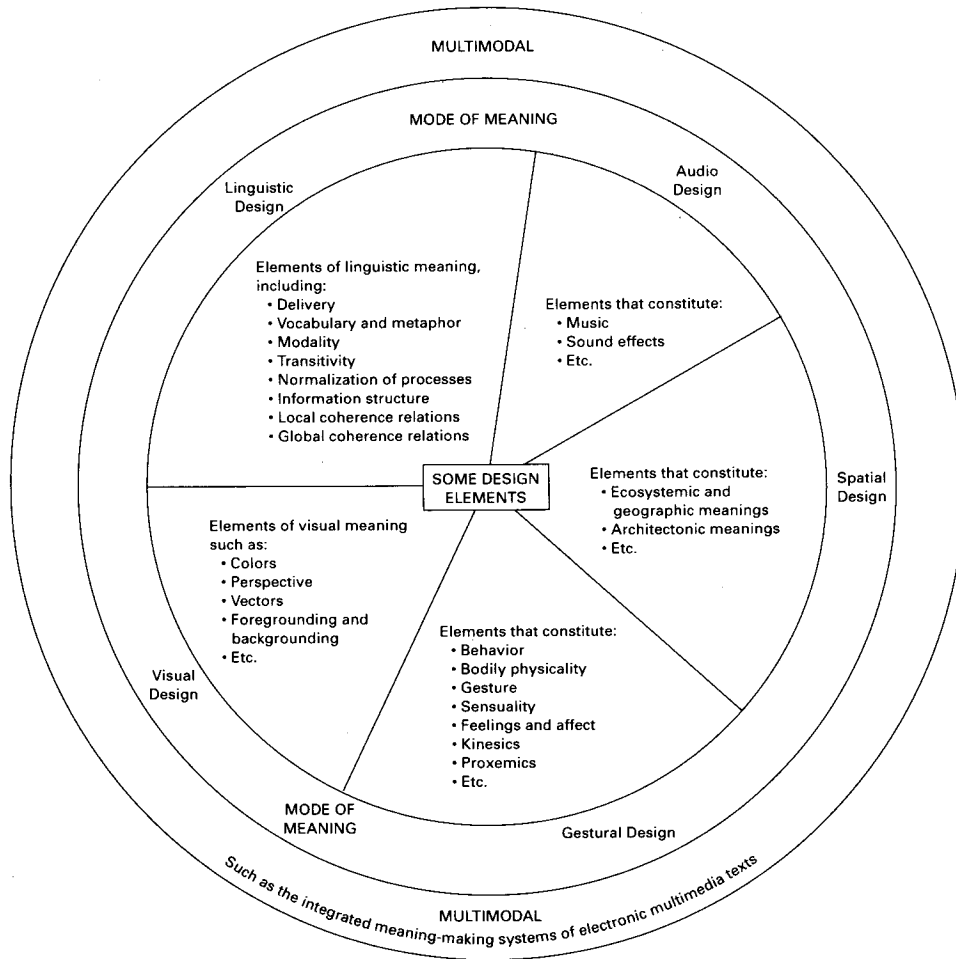 MULTIMODAL
MODE OF MEANING
Linguistic
Design
Audio
Design
Elements of linguistic meaning,
including:
• Delivery
• Vocabulary and metaphor
• Modality
• Transitivity
• Normalization of processes
• Information structure
• Local coherence relations
• Global coherence relations
Elements that constitute:
• Music
• Sound effects
• Etc.
SOME DESIGN
ELEMENTS
Elements that constitute:
• Ecosystemic and
geographic meanings
• Architectonic meanings
• Etc.
Spatial
Design
Elements of visual meaning
such as:
• Colors
• Perspective
• Vectors
• Foregrounding and
backgrounding
• Etc.
Visual
Design
Elements that constitute:
• Behavior
• Bodily physicality
• Gesture
• Sensuality
• Feelings and affect
• Kinesics
• Proxemics
• Etc.
MODE OF
MEANING
Gestural Design
MULTIMODAL
Such as the integrated meaning-making systems of electronic multimedia texts